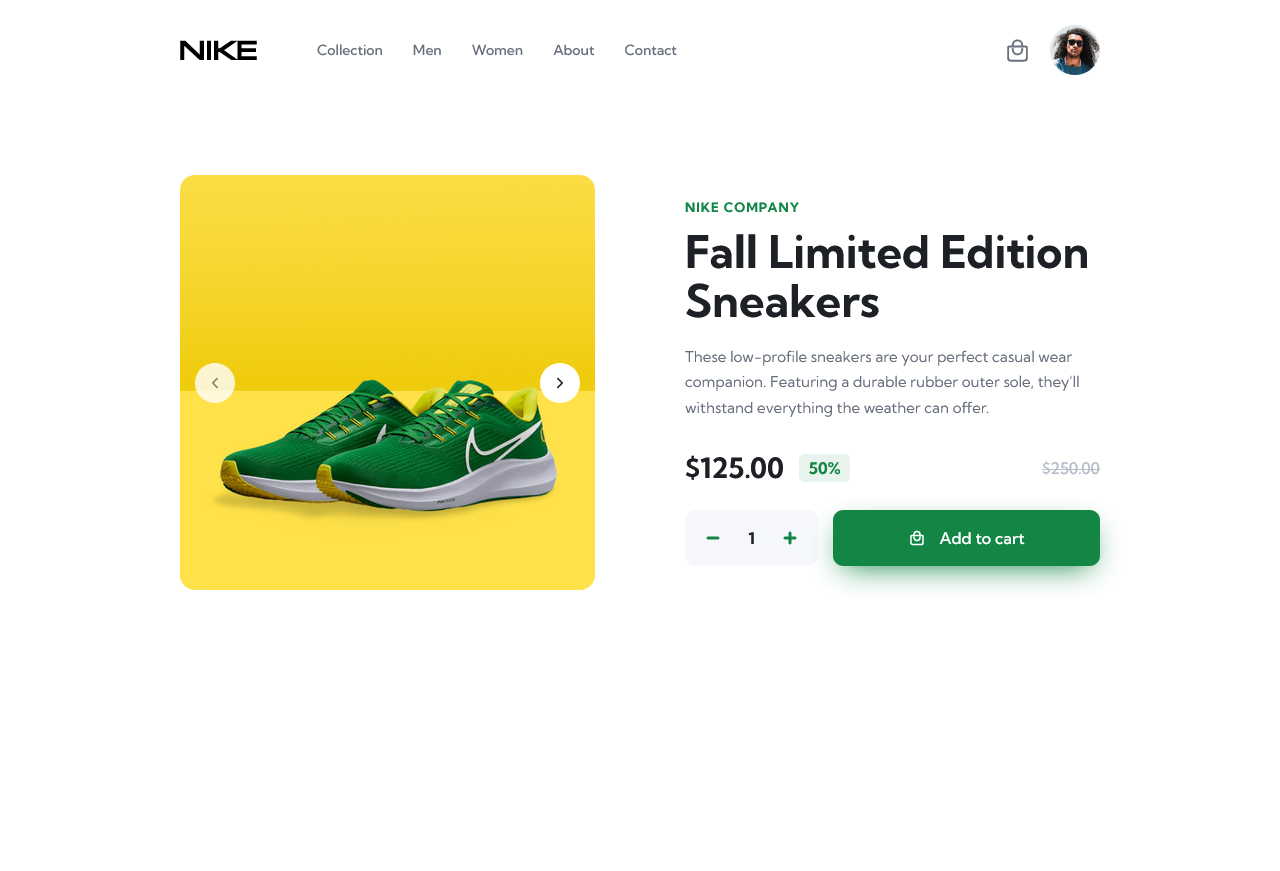 NIKE
Collection
Men
Women
About
Contact
NIKE COMPANY
Fall Limited Edition
Sneakers
These low-profile sneakers are your perfect casual wear
companion. Featuring a durable rubber outer sole, they'll
withstand everything the weather can offer.
$125.00
50%
$250.00
1
Add to cart